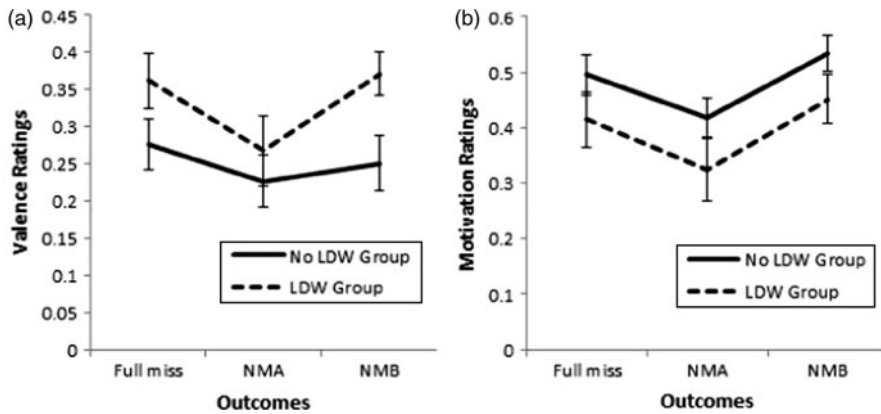 (a)
Valence Ratings
0.45
0.4
0.35
0.3
0.25
0.2
0.15
0.1
0.05
0
No LDW Group
LDW Group
Full miss NMA NMB
Outcomes
(b)
Motivation Ratings
0.6
0.5
0.4
0.3
0.2
0.1
0
No LDW Group
LDW Group
Full miss NMA NMB
Outcomes